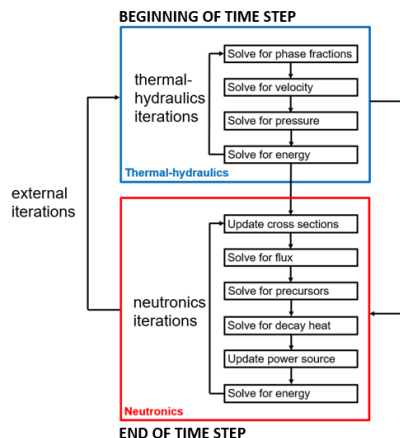 BEGINNING OF TIME STEP
Solve for phase fractions
thermal-
hydraulics
iterations
Solve for velocity
Solve for pressure
Solve for energy
Thermal-hydraulics
external
iterations
Update cross sections
Solve for flux
neutronics
iterations
Solve for precursors
Solve for decay heat
Update power source
Solve for energy
Neutronics
END OF TIME STEP